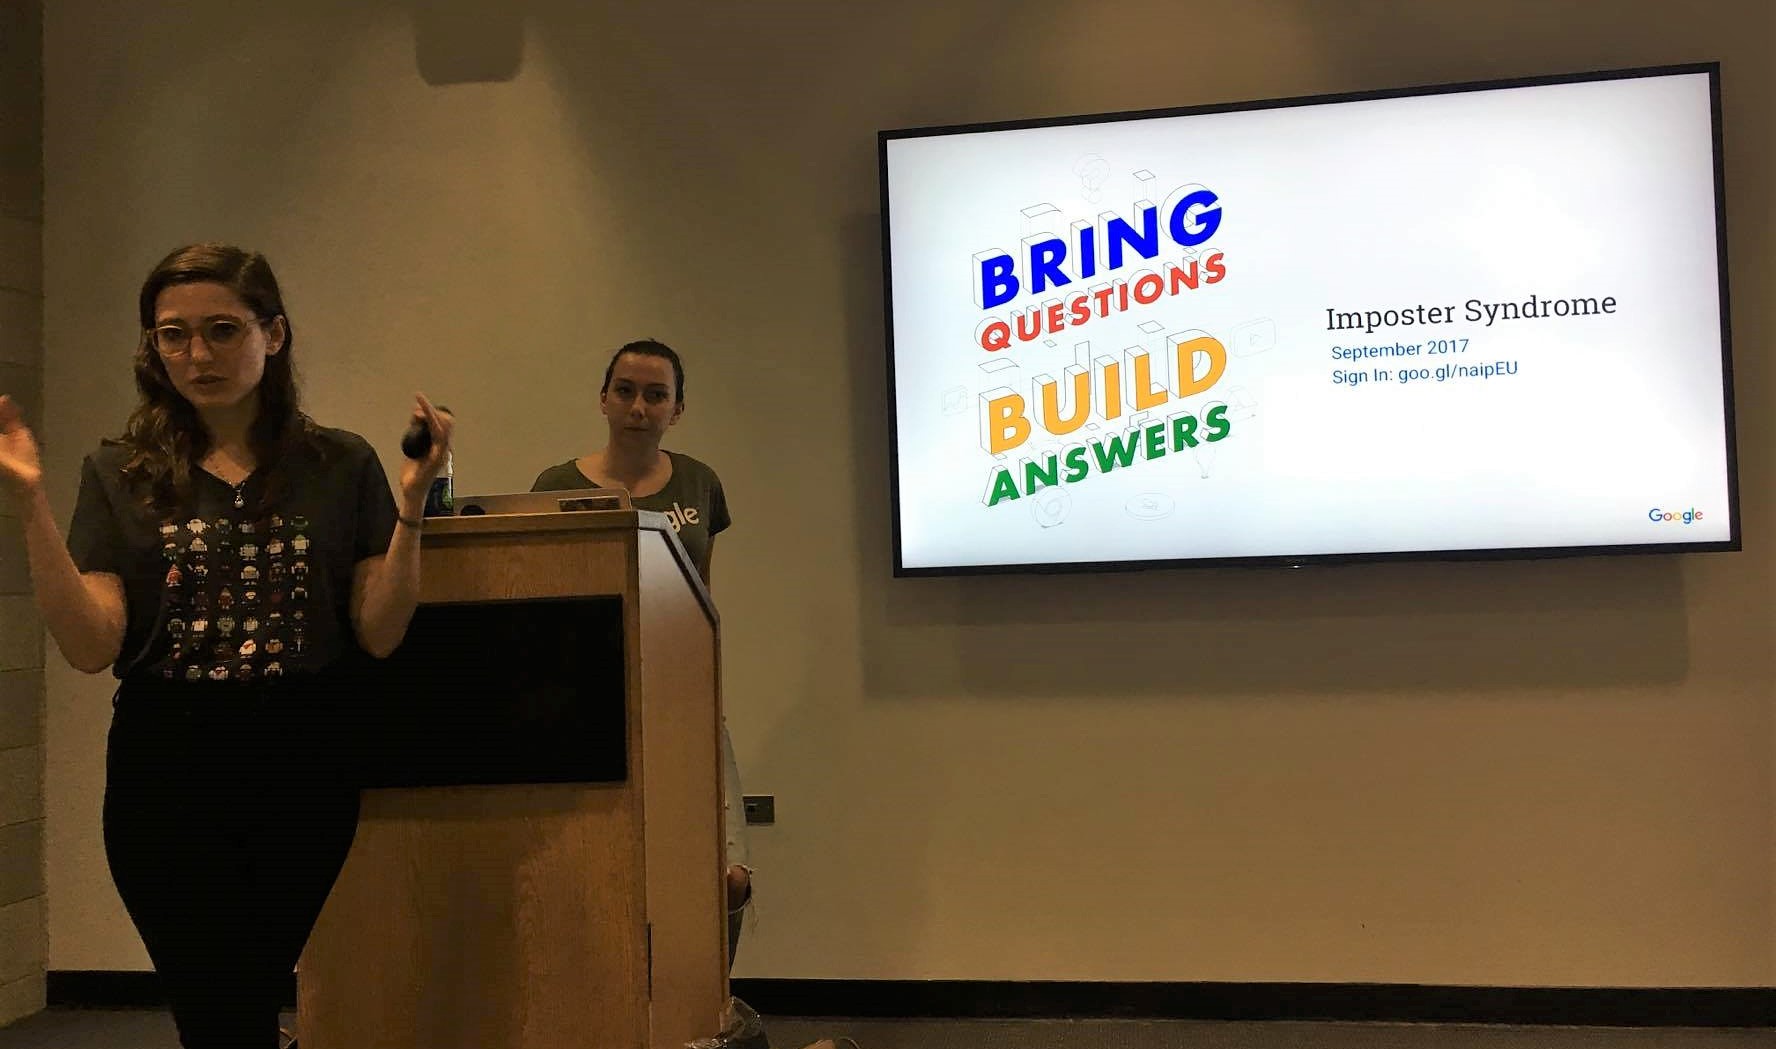 BRING
QUESTIONS
BUILD
ANSWERS
Imposter Syndrome
September 2017
Sign In: goo.gl/naipEU
Google
gle